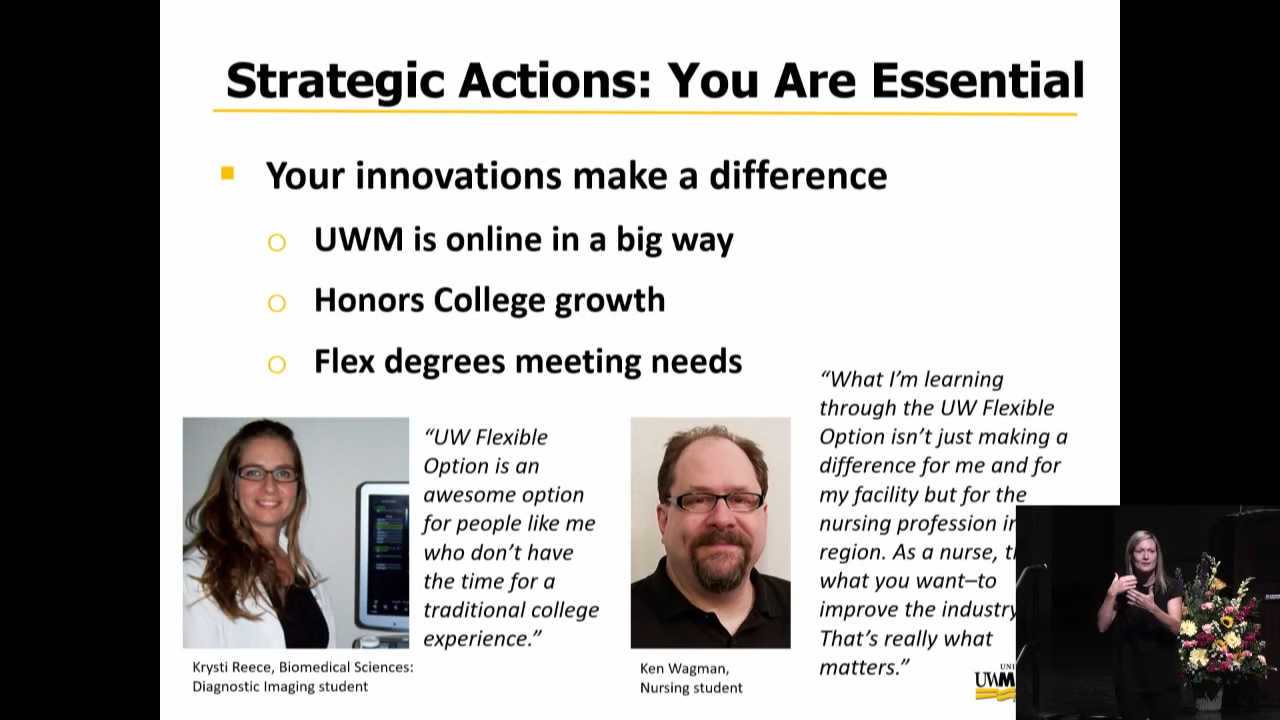 Strategic Actions: You Are Essential
Your innovations make a difference
UWM is online in a big way
Honors College growth
Flex degrees meeting needs
“UW Flexible
Option is an
awesome option
for people like me
who don’t have
the time for a
traditional college
experience.”
Krysti Reece, Biomedical Sciences:
Diagnostic Imaging student
“What I’m learning
through the UW Flexible
Option isn’t just making a
difference for me and for
my facility but for the
nursing profession in
region. As a nurse,
what you want–to
improve the industry
That’s really what
matters.”
Ken Wagman,
Nursing student
UWM